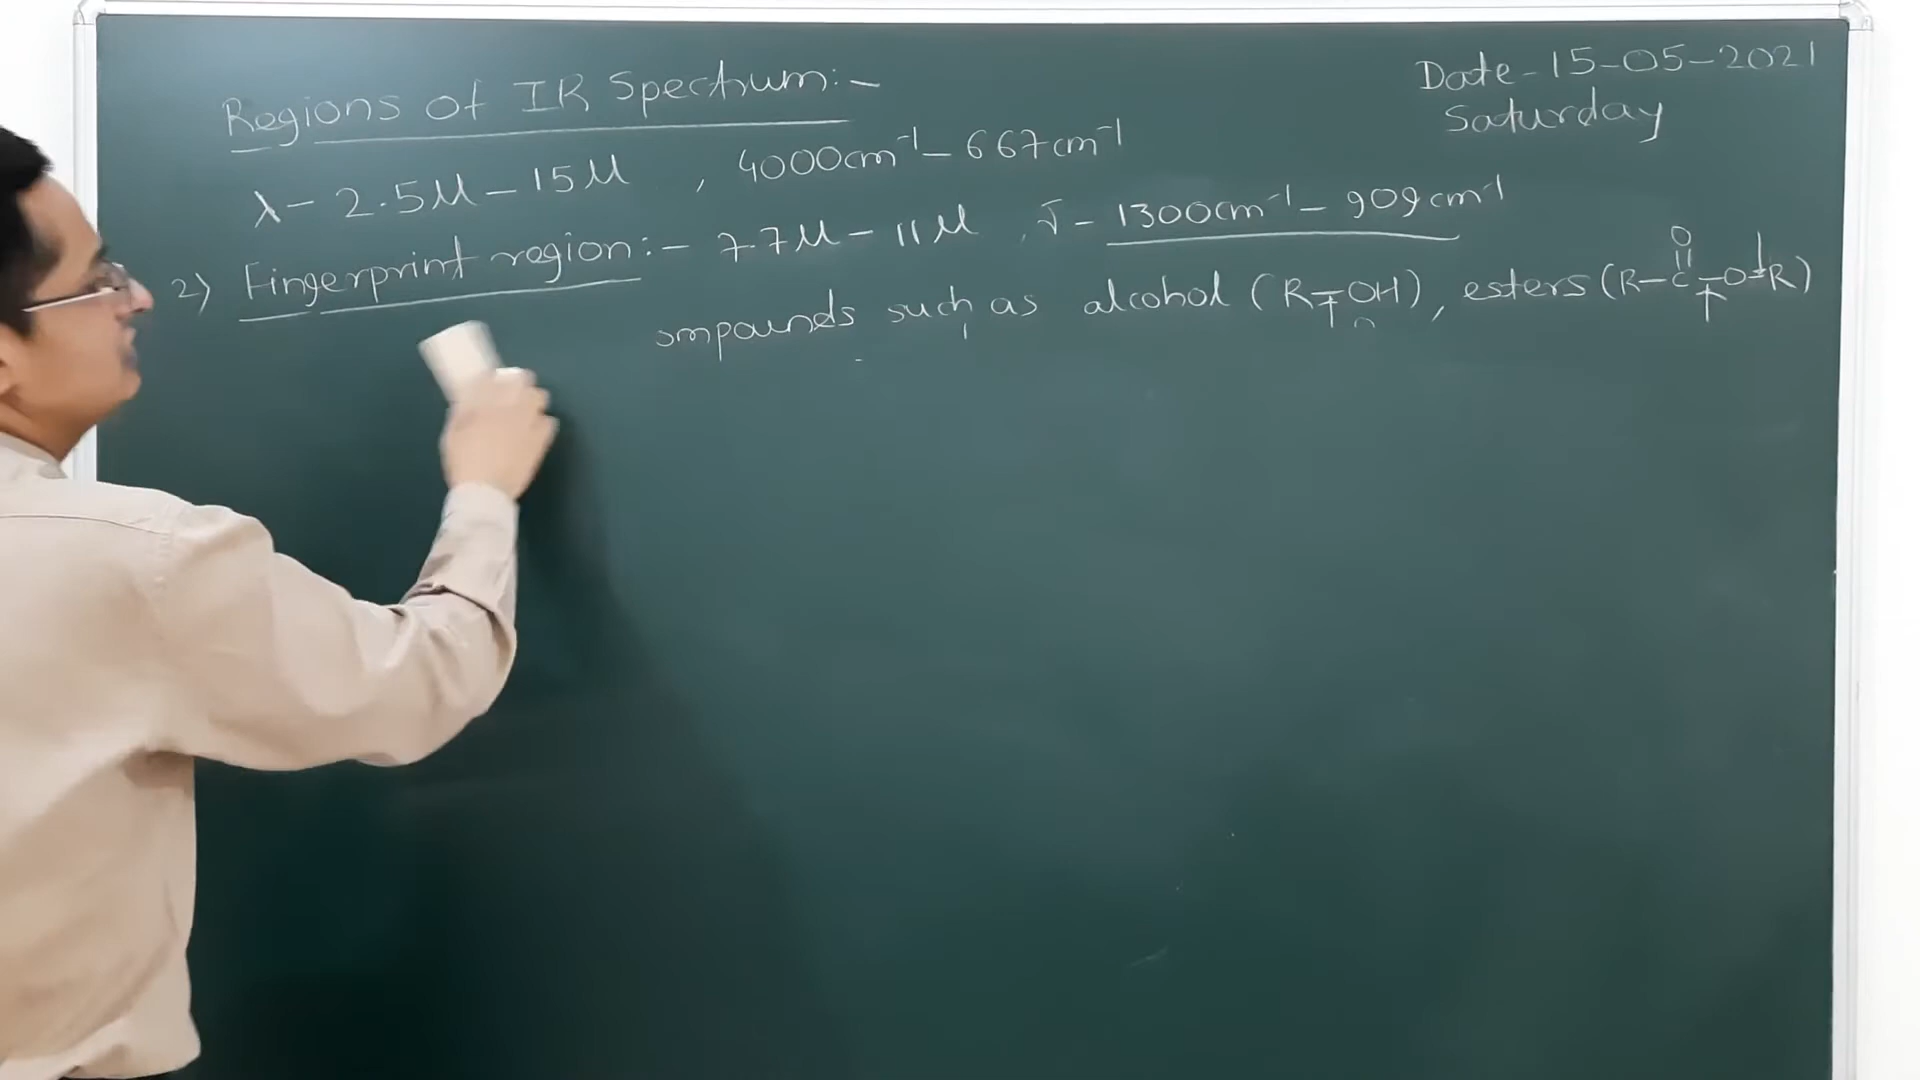 Regions of IR Spectrum:-
Date-15-05-2021
Saturday
λ- 2.5μ-15μ , 4000cm⁻¹-667cm⁻¹
2) Fingerprint region:- 7.7μ-11μ , ν̅- 1300cm⁻¹- 909cm⁻¹
ompounds such as alcohol (R-OH), esters (R-C-O-R)
O